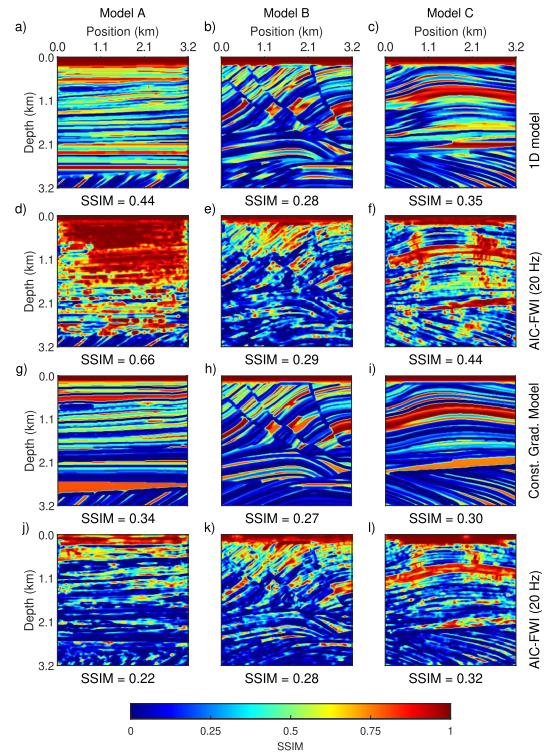 Model A Model B Model C
a) Position (km) b) Position (km) c) Position (km)
0.0 1.1 2.1 3.2 0.0 1.1 2.1 3.2 0.0 1.1 2.1 3.2
0.0
1.1
2.1
3.2
Depth (km)
1D model
SSIM = 0.44 SSIM = 0.28 SSIM = 0.35
d) e) f)
0.0
1.1
2.1
3.2
Depth (km)
AIC-FWI (20 Hz)
SSIM = 0.66 SSIM = 0.29 SSIM = 0.44
g) h) i)
0.0
1.1
2.1
3.2
Depth (km)
Const. Grad. Model
SSIM = 0.34 SSIM = 0.27 SSIM = 0.30
j) k) l)
0.0
1.1
2.1
3.2
Depth (km)
AIC-FWI (20 Hz)
SSIM = 0.22 SSIM = 0.28 SSIM = 0.32
0 0.25 0.5 0.75 1
SSIM